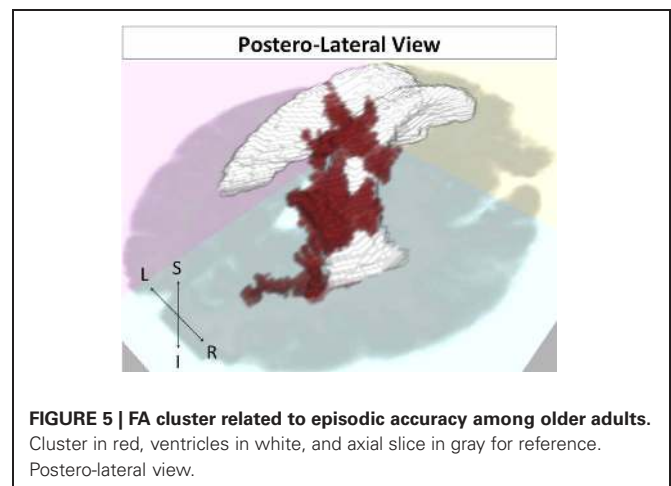 Postero-Lateral View
L
S
R
I
FIGURE 5 | FA cluster related to episodic accuracy among older adults.
Cluster in red, ventricles in white, and axial slice in gray for reference.
Postero-lateral view.